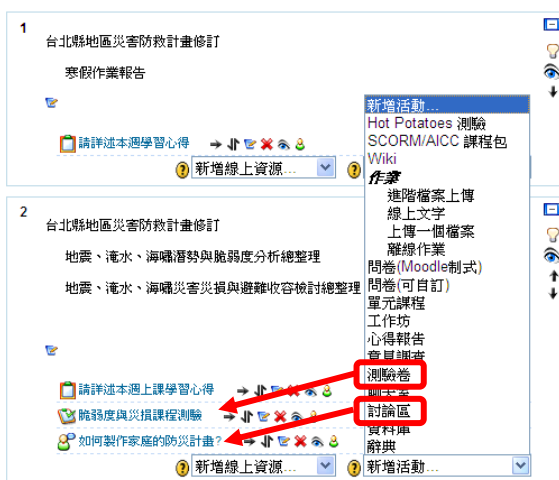 1
台北縣地區災害防救計畫修訂
寒假作業報告
請詳述本週學習心得
新增線上資源...
新增活動...
Hot Potatoes 測驗
SCORM/AICC 課程包
Wiki
作業
進階檔案上傳
線上文字
上傳一個檔案
離線作業
問卷(Moodle制式)
問卷(可自訂)
單元課程
工作坊
心得報告
意見調查
測驗卷
聊天室
討論區
資料庫
辭典
2
台北縣地區災害防救計畫修訂
地震、淹水、海嘯潛勢與脆弱度分析總整理
地震、淹水、海嘯災害災損與避難收容檢討總整理
請詳述本週上課學習心得
脆弱度與災損課程測驗
如何製作家庭的防災計畫?
新增線上資源...
新增活動...